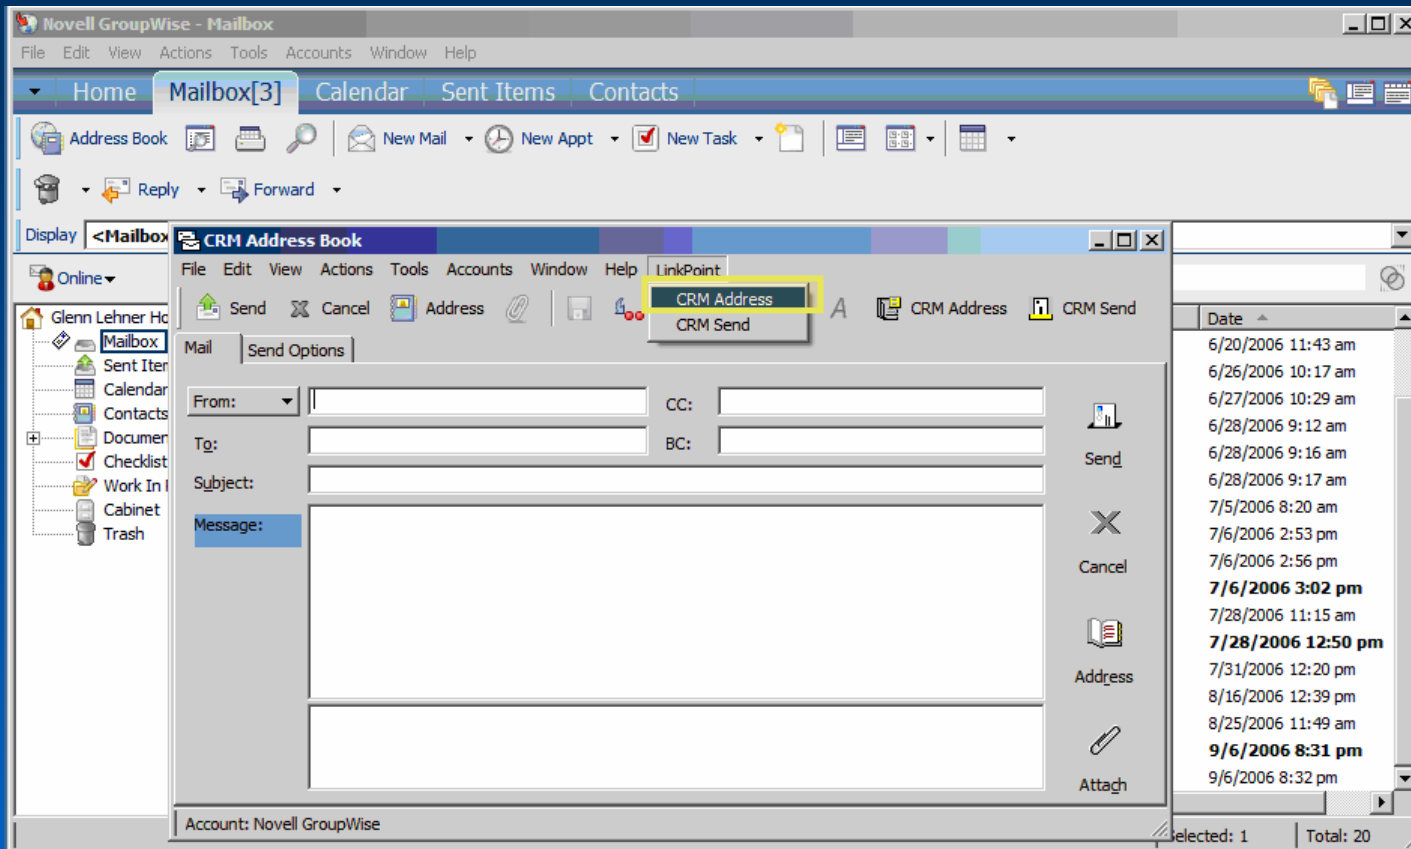 Novell GroupWise - Mailbox
File Edit View Actions Tools Accounts Window Help
Home Mailbox[3] Calendar Sent Items Contacts
Address Book New Mail New Appt New Task
Reply Forward
Display <Mailbox
Online
Glenn Lehner Ho
Mailbox
Sent Iter
Calendar
Contacts
Documen
Checklist
Work In
Cabinet
Trash
CRM Address Book
File Edit View Actions Tools Accounts Window Help LinkPoint
Send Cancel Address A CRM Address CRM Send
CRM Address
CRM Send
Mail Send Options
From: CC:
To: BC:
Subject:
Message:
Send
Cancel
Address
Attach
Account: Novell GroupWise
Date
6/20/2006 11:43 am
6/26/2006 10:17 am
6/27/2006 10:29 am
6/28/2006 9:12 am
6/28/2006 9:16 am
6/28/2006 9:17 am
7/5/2006 8:20 am
7/6/2006 2:53 pm
7/6/2006 2:56 pm
7/6/2006 3:02 pm
7/28/2006 11:15 am
7/28/2006 12:50 pm
7/31/2006 12:20 pm
8/16/2006 12:39 pm
8/25/2006 11:49 am
9/6/2006 8:31 pm
9/6/2006 8:32 pm
elected: 1 Total: 20